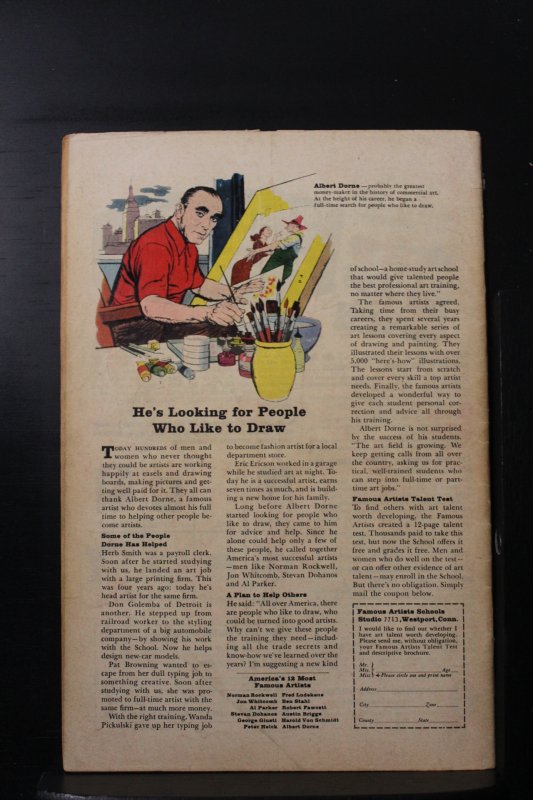 Albert Dorne — probably the greatest
money-maker in the history of commercial art.
At the height of his career, he began a
full-time search for people who like to draw.
He's Looking for People
Who Like to Draw
TODAY HUNDREDS of men and
women who never thought
they could be artists are working
happily at easels and drawing
boards, making pictures and get-
ting well paid for it. They all can
thank Albert Dorne, a famous
artist who devotes almost his full
time to helping other people be-
come artists.
Some of the People
Dorne Has Helped
Herb Smith was a payroll clerk.
Soon after he started studying
with us, he landed an art job
with a large printing firm. This
was four years ago: today he's
head artist for the same firm.
Don Golemba of Detroit is
another. He stepped up from
railroad worker to the styling
department of a big automobile
company—by showing his work
with the School. Now he helps
design new-car models.
Pat Browning wanted to es-
cape from her dull typing job to
something creative. Soon after
studying with us, she was pro-
moted to full-time artist with the
same firm—at much more money.
With the right training, Wanda
Pickulski gave up her typing job
to become fashion artist for a local
department store.
Eric Ericson worked in a garage
while he studied art at night. To-
day he is a successful artist, earns
seven times as much, and is build-
ing a new home for his family.
Long before Albert Dorne
started looking for people who
like to draw, they came to him
for advice and help. Since he
alone could help only a few of
these people, he called together
America's most successful artists
—men like Norman Rockwell,
Jon Whitcomb, Stevan Dohanos
and Al Parker.
A Plan to Help Others
He said: "All over America, there
are people who like to draw, who
could be turned into good artists.
Why can't we give these people
the training they need—includ-
ing all the trade secrets and
know-how we've learned over the
years? I'm suggesting a new kind
America's 12 Most
Famous Artists
Norman Rockwell Fred Ludekens
Jon Whitcomb Ben Stahl
Al Parker Robert Fawcett
Stevan Dohanos Austin Briggs
George Giusti Harold Von Schmidt
Peter Helck Albert Dorne
of school—a home-study art school
that would give talented people
the best professional art training,
no matter where they live."
The famous artists agreed.
Taking time from their busy
careers, they spent several years
creating a remarkable series of
art lessons covering every aspect
of drawing and painting. They
illustrated their lessons with over
5,000 "here's-how" illustrations.
The lessons start from scratch
and cover every skill a top artist
needs. Finally, the famous artists
developed a wonderful way to
give each student personal cor-
rection and advice all through
his training.
Albert Dorne is not surprised
by the success of his students.
"The art field is growing. We
keep getting calls from all over
the country, asking us for prac-
tical, well-trained students who
can step into full-time or part-
time art jobs."
Famous Artists Talent Test
To find others with art talent
worth developing, the Famous
Artists created a 12-page talent
test. Thousands paid to take this
test, but now the School offers it
free and grades it free. Men and
women who do well on the test—
or can offer other evidence of art
talent—may enroll in the School.
But there's no obligation. Simply
mail the coupon below.
Famous Artists Schools
Studio 7713, Westport, Conn.
I would like to find out whether I
have art talent worth developing.
Please send me, without obligation,
your Famous Artists Talent Test
and descriptive brochure.
Mr.
Mrs. Age
Miss Please circle one and print name
Address
City Zone
County State